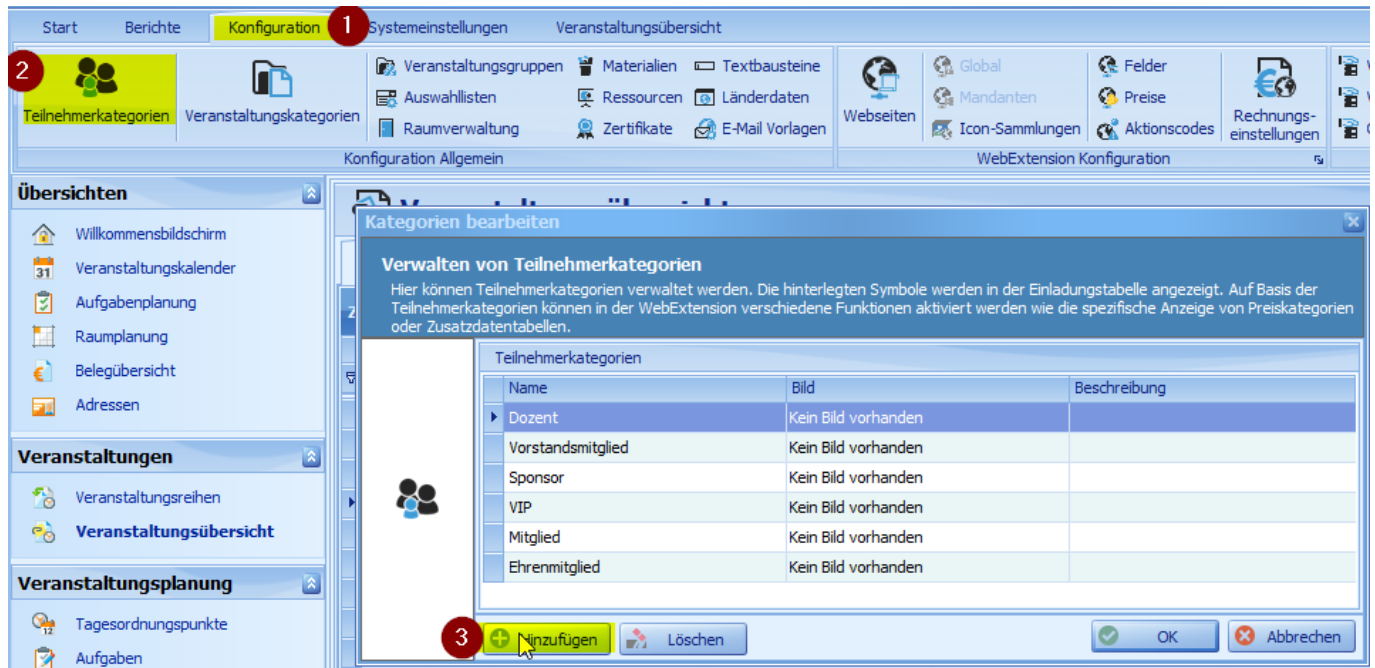 Start Berichte Konfiguration 1 Systemeinstellungen Veranstaltungsübersicht
2
Teilnehmerkategorien
Veranstaltungskategorien
Veranstaltungsgruppen Materialien Textbausteine
Auswahllisten Ressourcen Länderdaten
Raumverwaltung Zertifikate E-Mail Vorlagen
Konfiguration Allgemein
Webseiten
Global Felder
Mandanten Preise
Icon-Sammlungen Aktionscodes
Rechnungs-
einstellungen
WebExtension Konfiguration
Übersichten
Willkommensbildschirm
31 Veranstaltungskalender
Aufgabenplanung
Raumplanung
Belegübersicht
Adressen
Veranstaltungen
Veranstaltungsreihen
Veranstaltungsübersicht
Veranstaltungsplanung
12 Tagesordnungspunkte
Aufgaben
Kategorien bearbeiten
Verwalten von Teilnehmerkategorien
Hier können Teilnehmerkategorien verwaltet werden. Die hinterlegten Symbole werden in der Einladungstabelle angezeigt. Auf Basis der
Teilnehmerkategorien können in der WebExtension verschiedene Funktionen aktiviert werden wie die spezifische Anzeige von Preiskategorien
oder Zusatzdatentabellen.
Teilnehmerkategorien
Name Bild Beschreibung
Dozent Kein Bild vorhanden
Vorstandsmitglied Kein Bild vorhanden
Sponsor Kein Bild vorhanden
VIP Kein Bild vorhanden
Mitglied Kein Bild vorhanden
Ehrenmitglied Kein Bild vorhanden
3 Hinzufügen Löschen OK Abbrechen